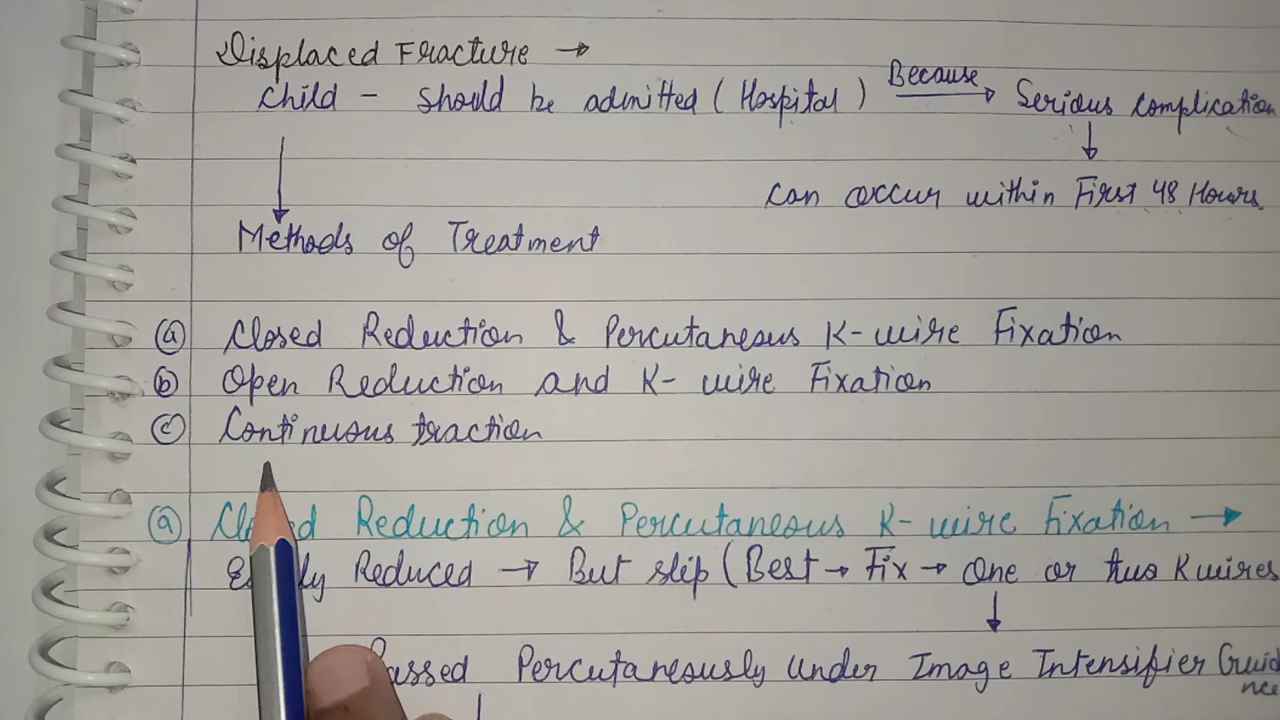 Displaced Fracture →
Because
Child - Should be admitted (Hospital) → Serious Complication
↓
Can occur within First 48 Hours
Methods of Treatment
(a) Closed Reduction & Percutaneous K-wire Fixation
(b) Open Reduction and K-wire Fixation
(c) Continuous traction
(a) Closed Reduction & Percutaneous K-wire Fixation →
Reduced → But slip (Best → Fix → One or two K wires
↓
Passed Percutaneously Under Image Intensifier Guid
nce